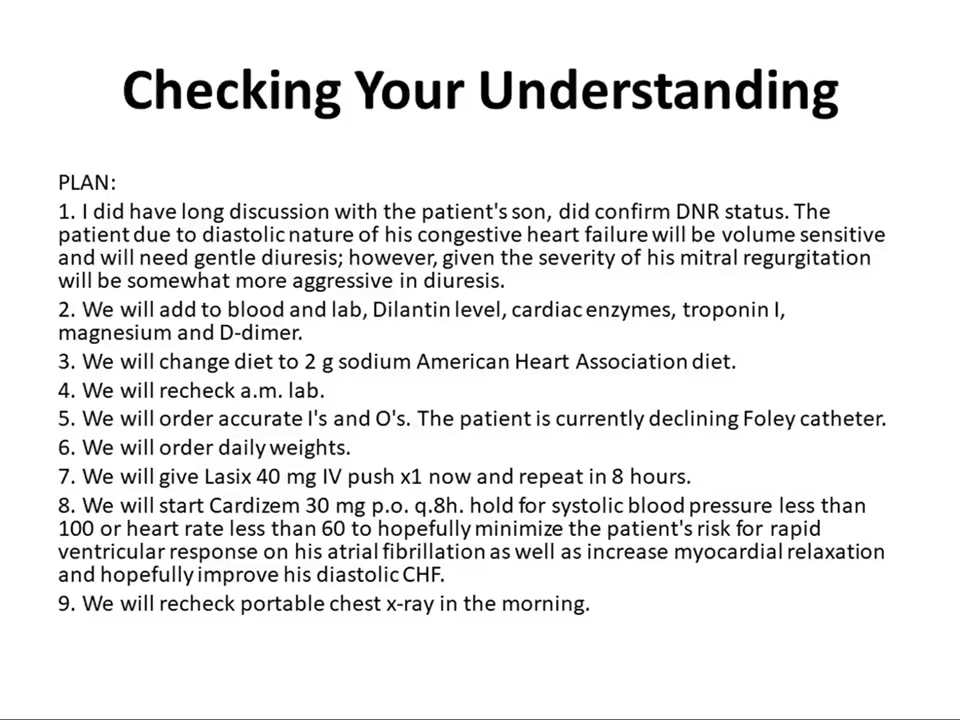 Checking Your Understanding
PLAN:
1. I did have long discussion with the patient's son, did confirm DNR status. The
patient due to diastolic nature of his congestive heart failure will be volume sensitive
and will need gentle diuresis; however, given the severity of his mitral regurgitation
will be somewhat more aggressive in diuresis.
2. We will add to blood and lab, Dilantin level, cardiac enzymes, troponin I,
magnesium and D-dimer.
3. We will change diet to 2 g sodium American Heart Association diet.
4. We will recheck a.m. lab.
5. We will order accurate I's and O's. The patient is currently declining Foley catheter.
6. We will order daily weights.
7. We will give Lasix 40 mg IV push x1 now and repeat in 8 hours.
8. We will start Cardizem 30 mg p.o. q.8h. hold for systolic blood pressure less than
100 or heart rate less than 60 to hopefully minimize the patient's risk for rapid
ventricular response on his atrial fibrillation as well as increase myocardial relaxation
and hopefully improve his diastolic CHF.
9. We will recheck portable chest x-ray in the morning.